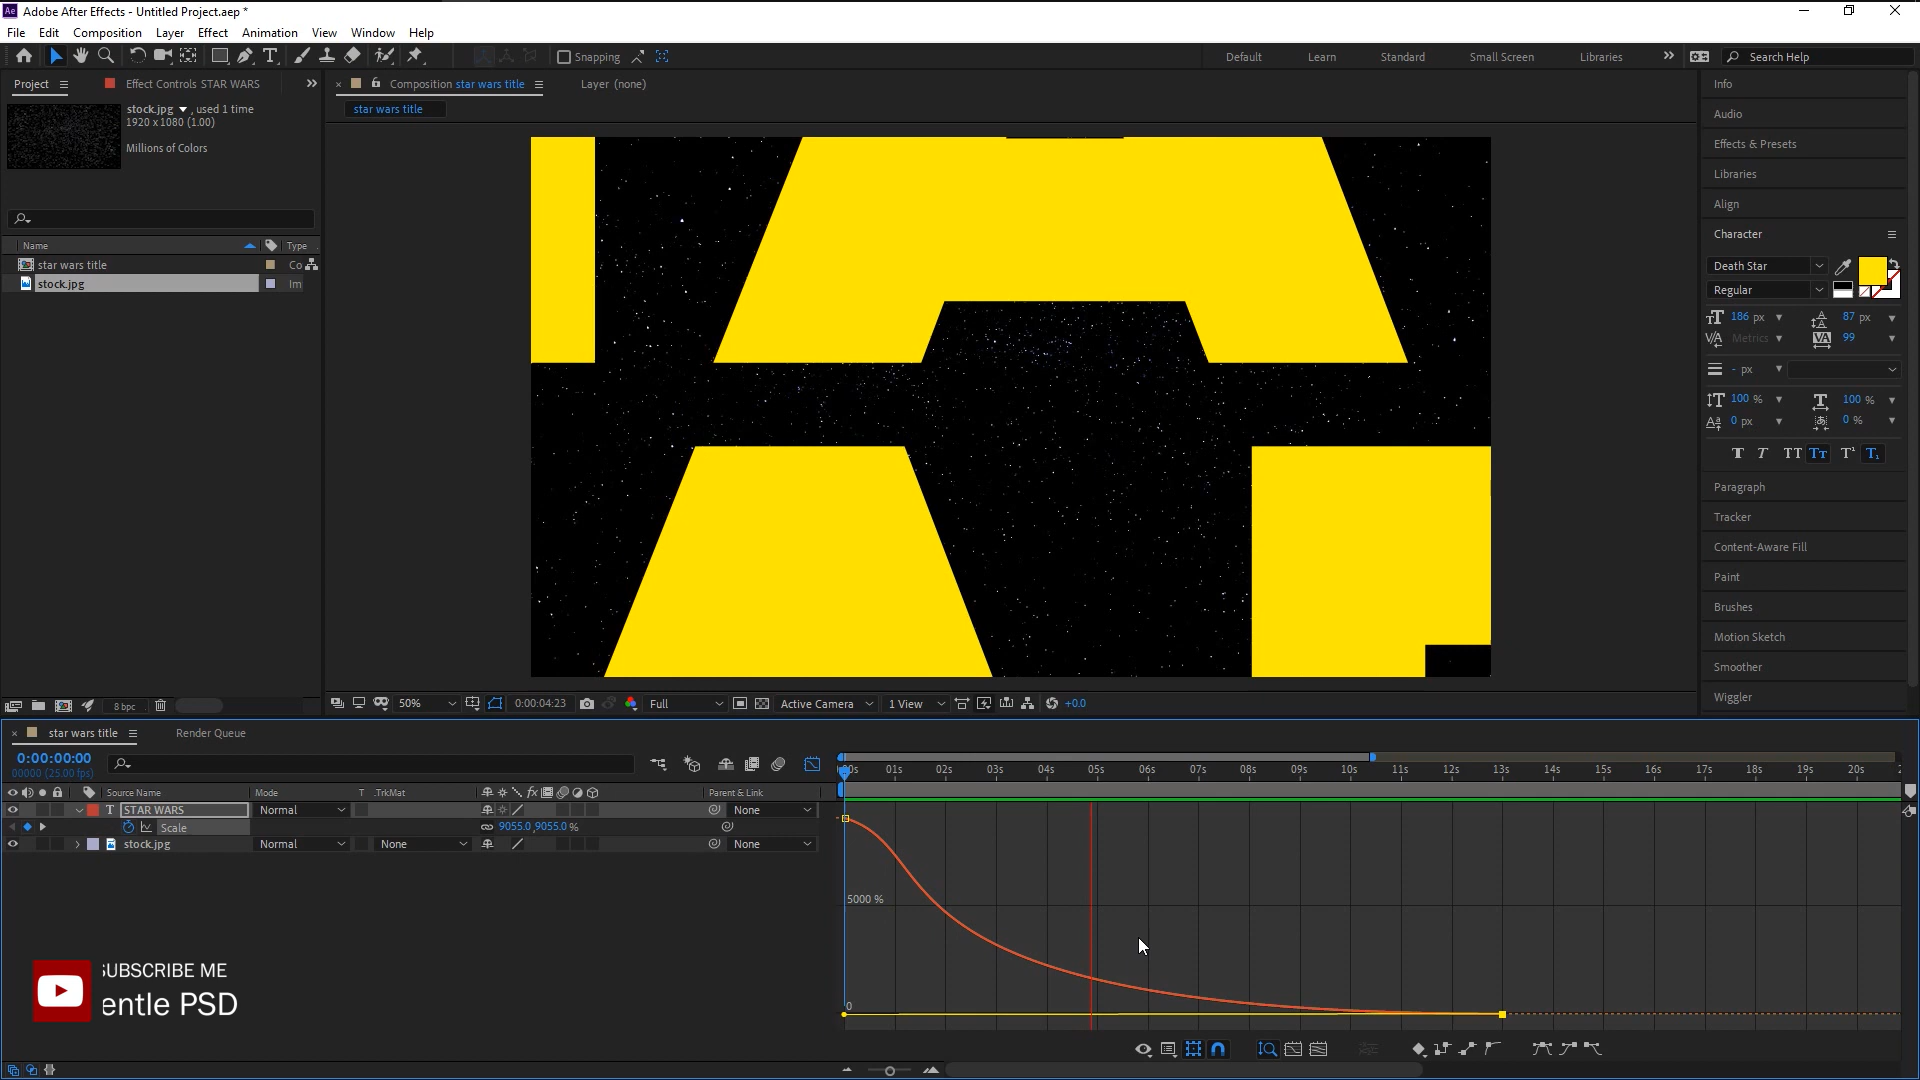 Adobe After Effects - Untitled Project.aep *
File Edit Composition Layer Effect Animation View Window Help
Snapping
Default Learn Standard Small Screen Libraries
Search Help
Project
Effect Controls STAR WARS
Composition star wars title
Layer (none)
stock.jpg , used 1 time
1920 x 1080 (1.00)
Millions of Colors
star wars title
Name Type
star wars title Co
stock.jpg Im
8 bpc
50%
0:00:04:23
Full
Active Camera
1 View
+0.0
Info
Audio
Effects & Presets
Libraries
Align
Character
Death Star
Regular
186 px 87 px
Metrics 99
- px
100 % 100 %
0 px 0 %
Paragraph
Tracker
Content-Aware Fill
Paint
Brushes
Motion Sketch
Smoother
Wiggler
star wars title
Render Queue
0:00:00:00
00000 (25.00 fps)
Source Name Mode T .TrkMat Parent & Link
STAR WARS Normal None
Scale 9055.0,9055.0 %
stock.jpg Normal None None
00s 01s 02s 03s 04s 05s 06s 07s 08s 09s 10s 11s 12s 13s 14s 15s 16s 17s 18s 19s 20s
5000 %
0
SUBSCRIBE ME
entle PSD